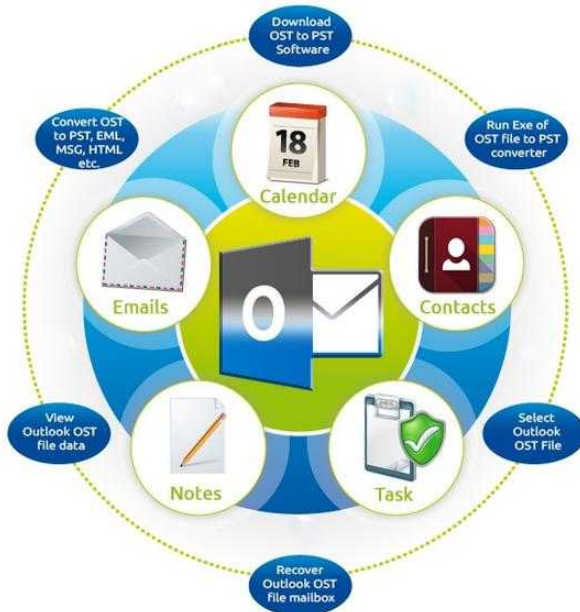 Download
OST to PST
Software
Convert OST
to PST, EML,
MSG, HTML
etc.
Run Exe of
OST file to PST
converter
18
FEB
Calendar
Emails
O
Contacts
View
Outlook OST
file data
Select
Outlook
OST File
Notes
Task
Recover
Outlook OST
file mailbox